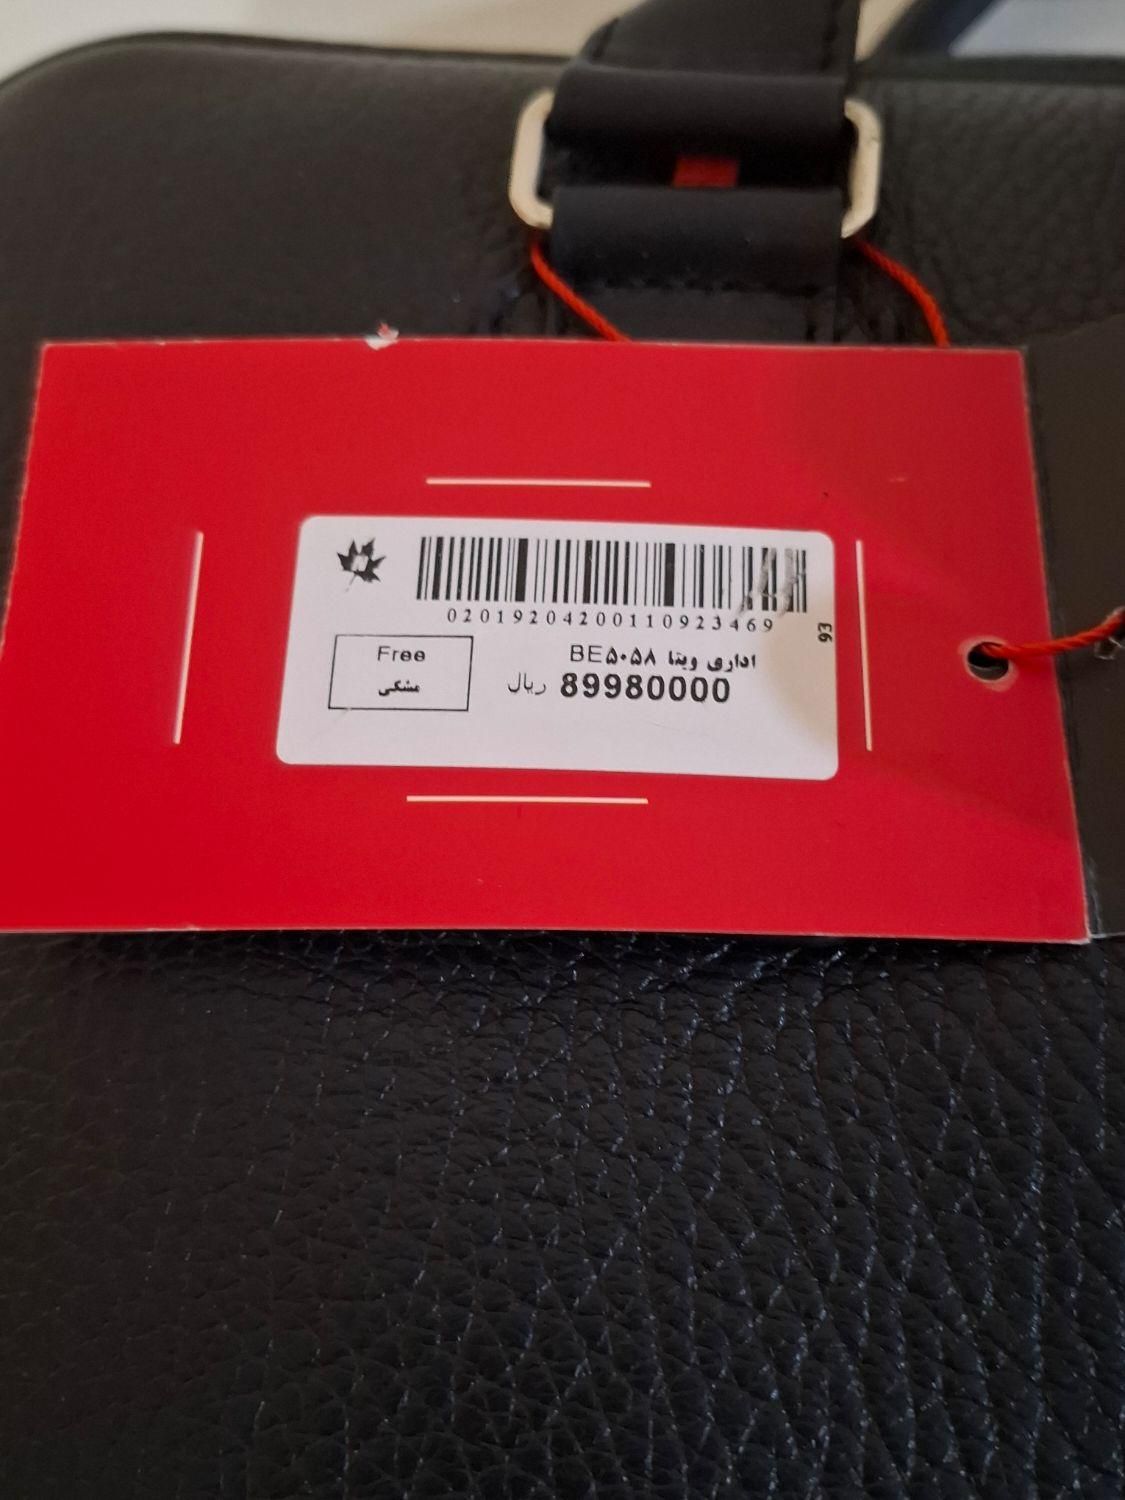 02019204200110923469
93
اداری ویتا BE۵۰۵۸
89980000 ریال
Free
مشکی